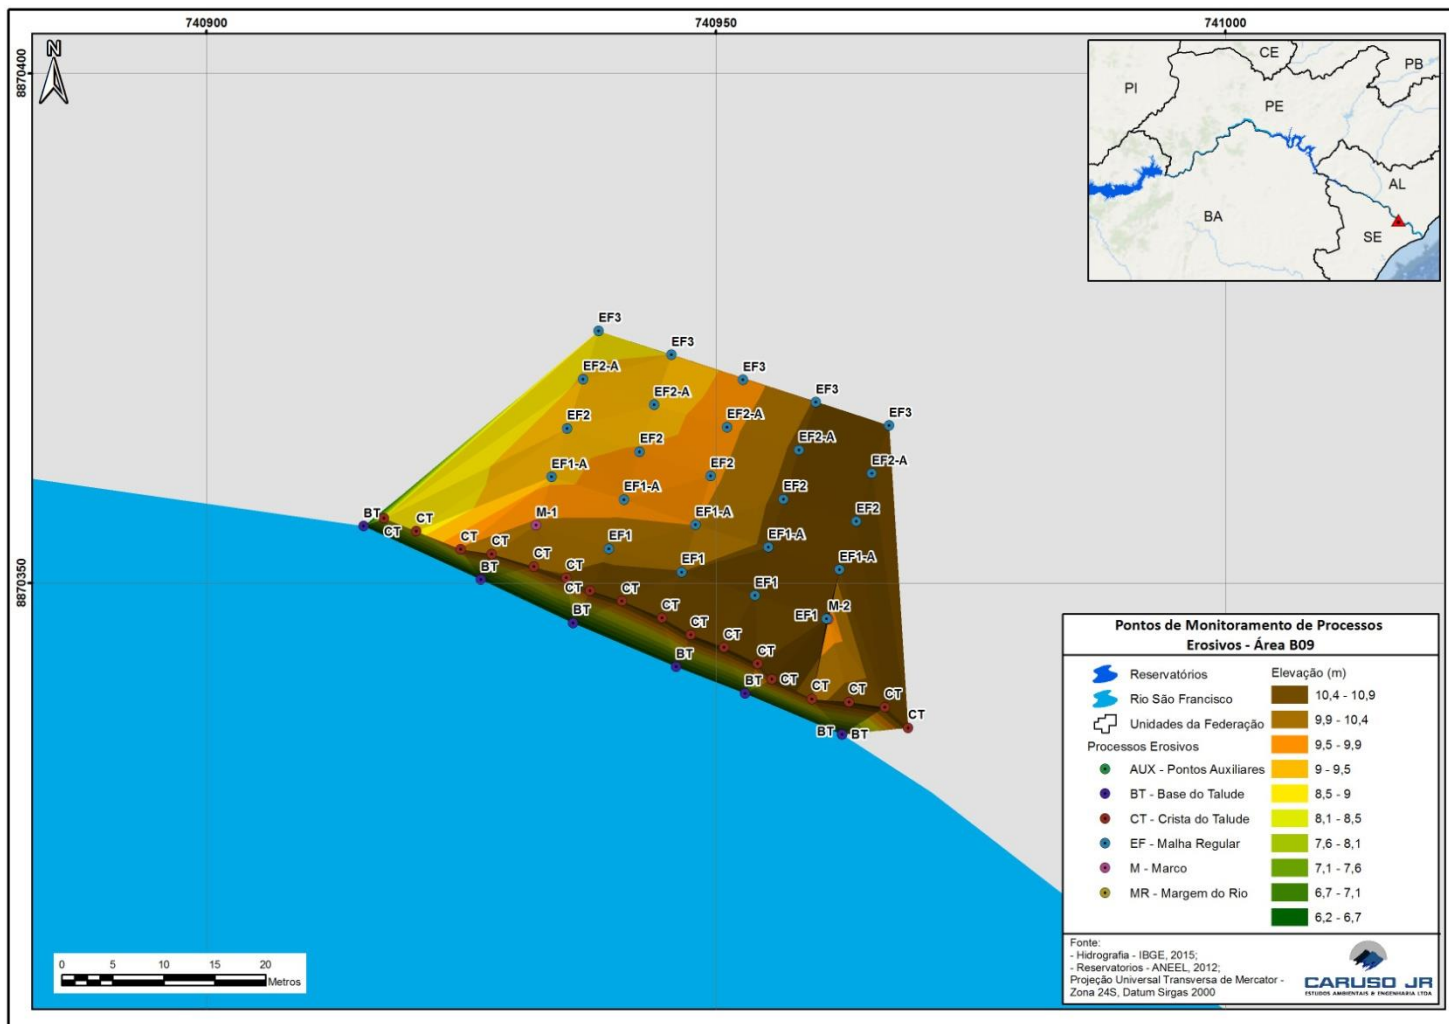 740900
740950
741000
8870400
8870350
N
CE
PB
PI
PE
AL
BA
SE
EF3
EF3
EF2-A
EF3
EF2-A
EF3
EF2
EF2-A
EF3
EF2
EF2-A
EF1-A
EF2
EF2-A
EF1-A
EF2
M-1
EF1-A
EF2
BT
CT
CT
EF1
EF1-A
CT
CT
EF1
EF1-A
CT
BT
CT
EF1
CT
CT
EF1
M-2
BT
CT
CT
CT
BT
CT
CT
BT
CT
CT
CT
CT
BT
BT
Pontos de Monitoramento de Processos
Erosivos - Área B09
Reservatórios
Rio São Francisco
Unidades da Federação
Processos Erosivos
AUX - Pontos Auxiliares
BT - Base do Talude
CT - Crista do Talude
EF - Malha Regular
M - Marco
MR - Margem do Rio
Elevação (m)
10,4 - 10,9
9,9 - 10,4
9,5 - 9,9
9 - 9,5
8,5 - 9
8,1 - 8,5
7,6 - 8,1
7,1 - 7,6
6,7 - 7,1
6,2 - 6,7
Fonte:
- Hidrografia - IBGE, 2015;
- Reservatorios - ANEEL, 2012;
Projeção Universal Transversa de Mercator -
Zona 24S, Datum Sirgas 2000
CARUSO JR
ESTUDOS AMBIENTAIS & ENGENHARIA LTDA
0 5 10 15 20
Metros